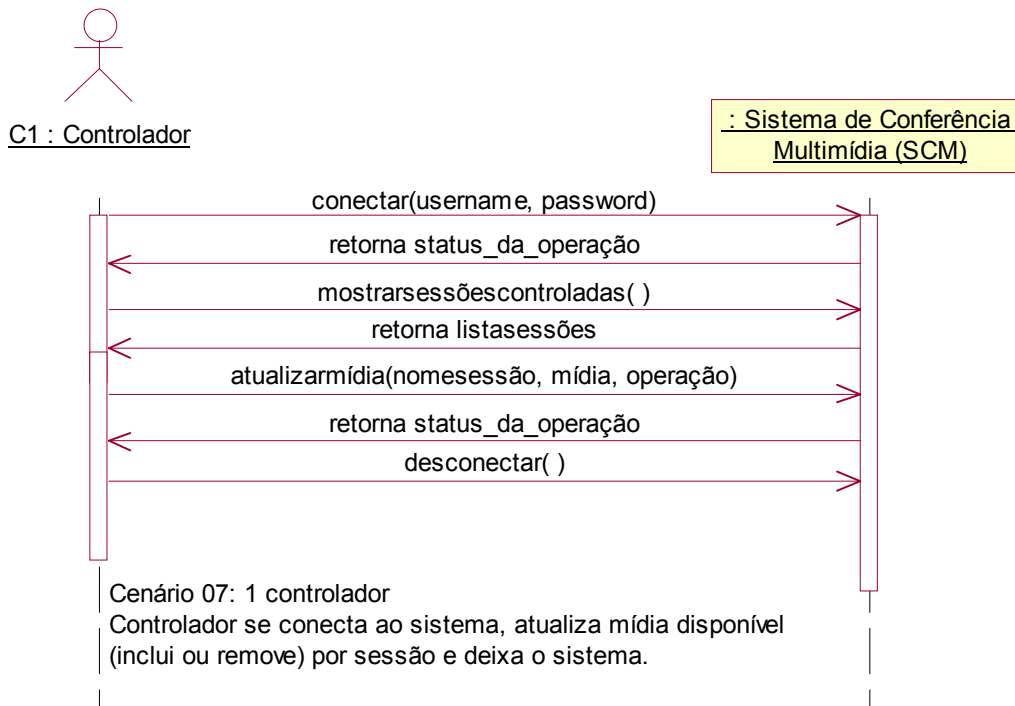 C1 : Controlador
: Sistema de Conferência
Multimídia (SCM)
conectar(username, password)
retorna status_da_operação
mostrarsessõescontroladas( )
retorna listasessões
atualizarmídia(nomesessão, mídia, operação)
retorna status_da_operação
desconectar( )
Cenário 07: 1 controlador
Controlador se conecta ao sistema, atualiza mídia disponível
(inclui ou remove) por sessão e deixa o sistema.